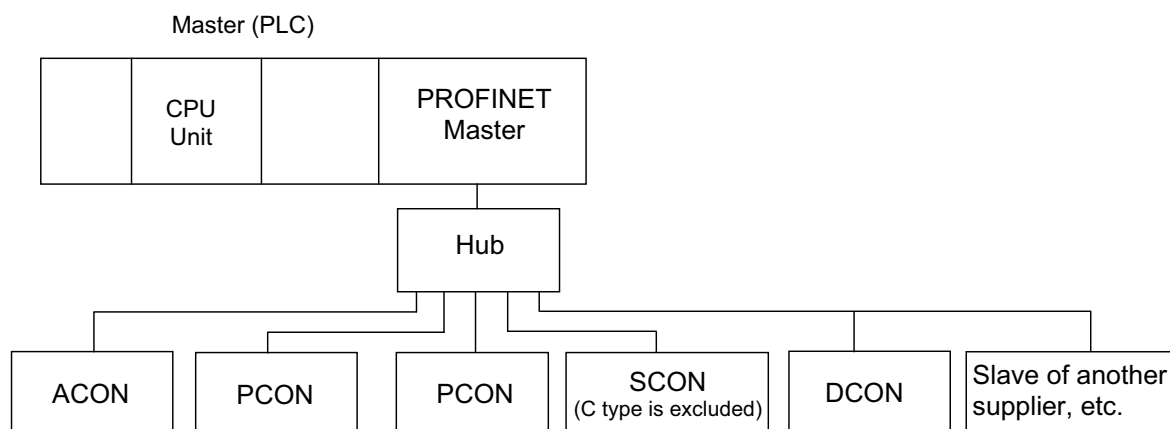 Master (PLC)
CPU
Unit
PROFINET
Master
Hub
ACON
PCON
PCON
SCON
(C type is excluded)
DCON
Slave of another
supplier, etc.